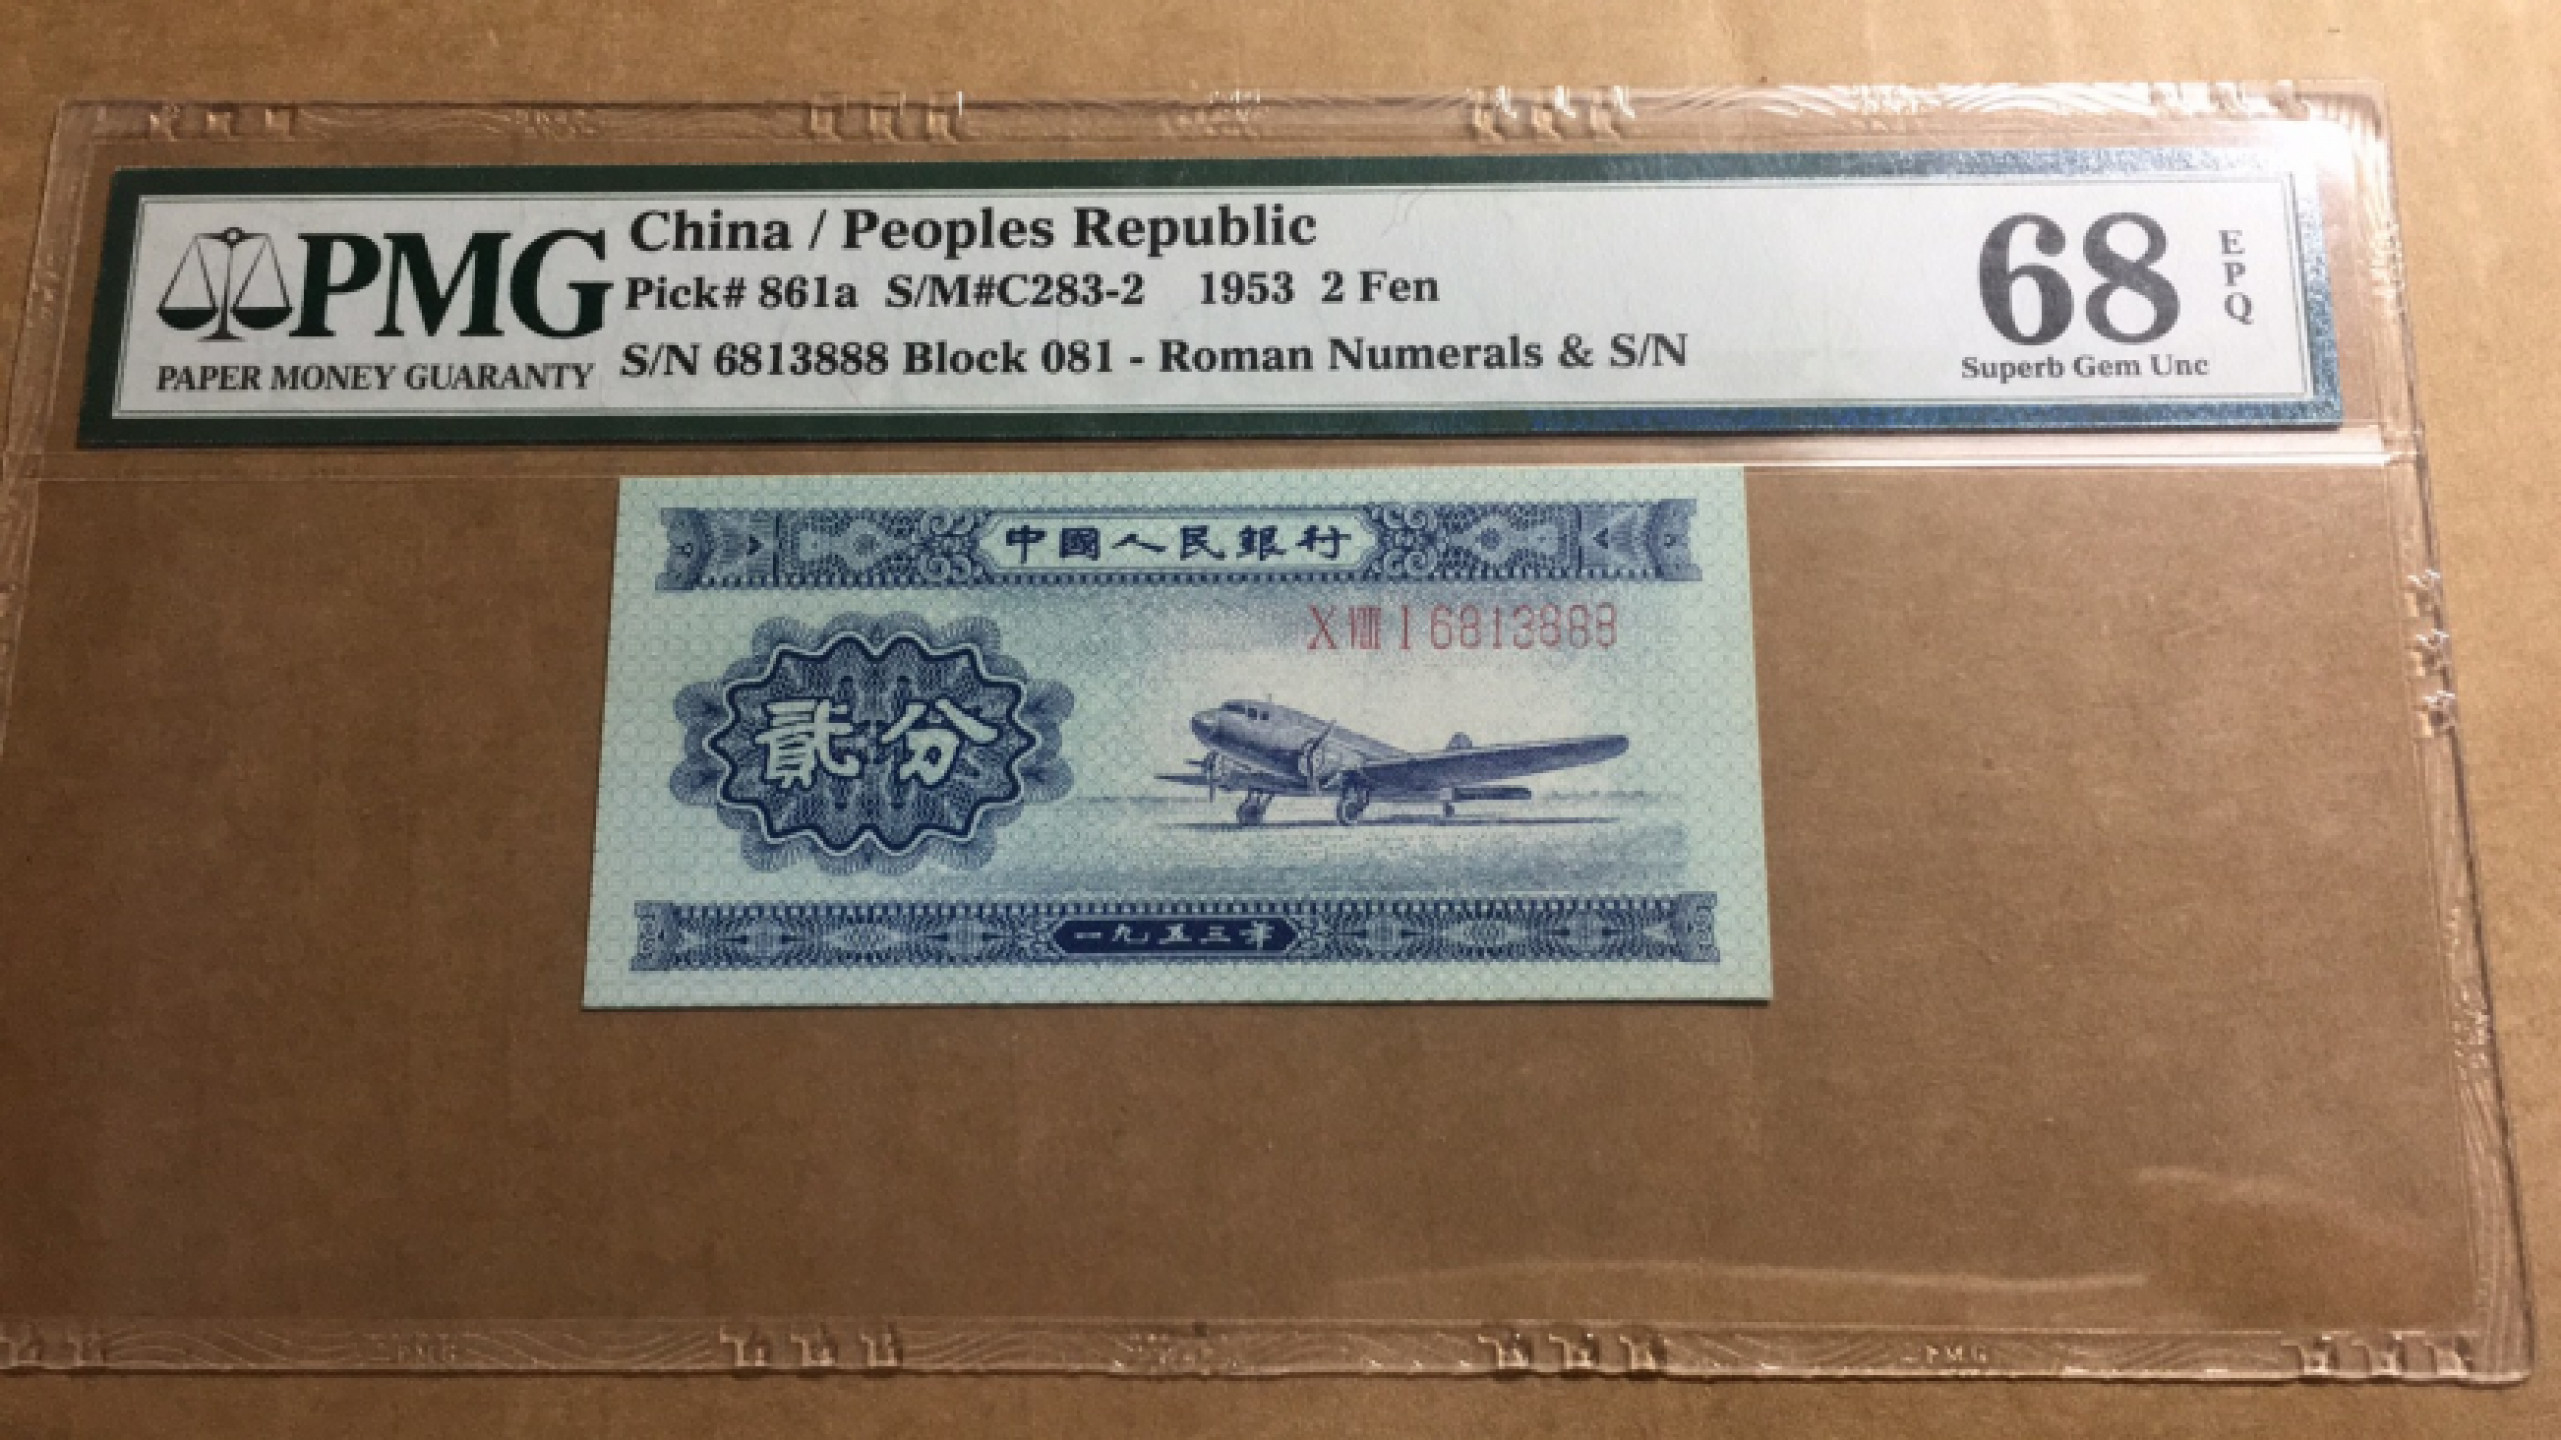 PMG
PAPER MONEY GUARANTY
China / Peoples Republic
Pick# 861a S/M#C283-2 1953 2 Fen
S/N 6813888 Block 081 - Roman Numerals & S/N
68
EPQ
Superb Gem Unc
中國人民銀行
X VIII I 6813888
貳分
一九五三年
PMG
PMG